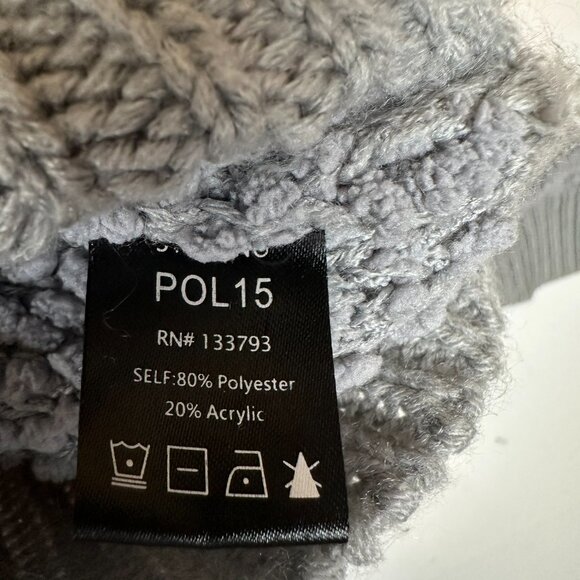 POL15
RN# 133793
SELF:80% Polyester
20% Acrylic